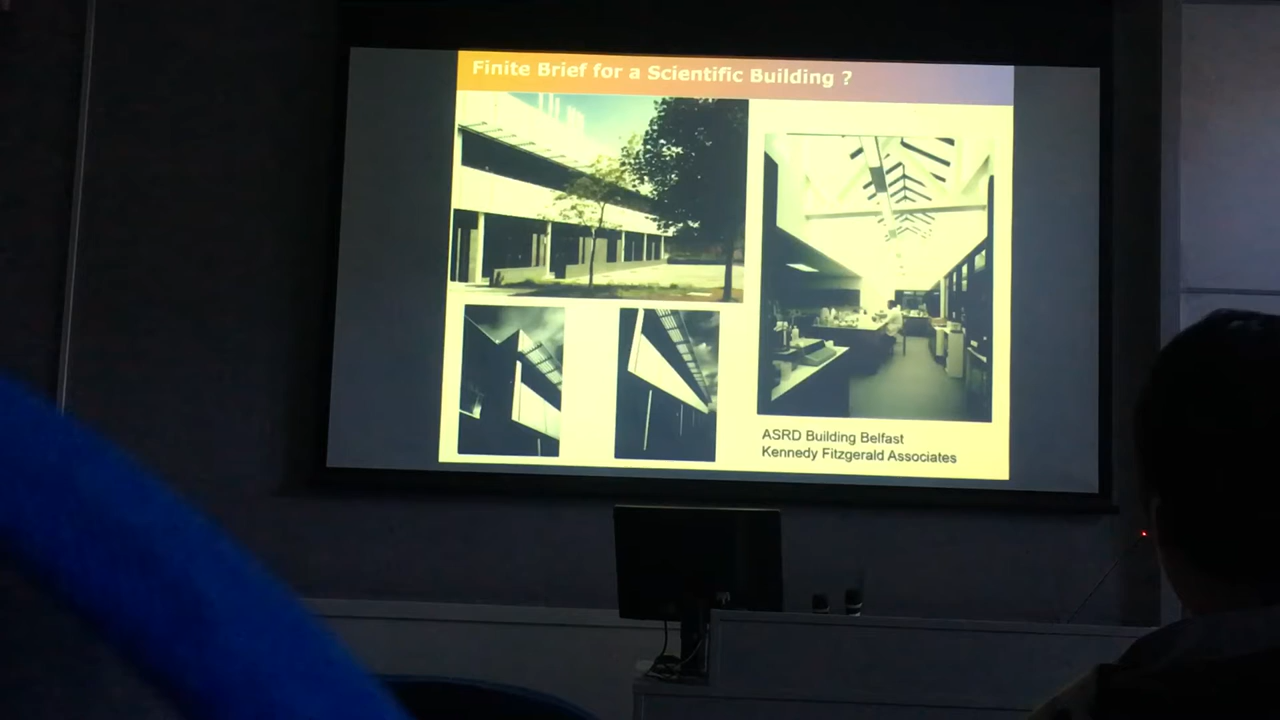 Finite Brief for a Scientific Building ?
ASRD Building Belfast
Kennedy Fitzgerald Associates